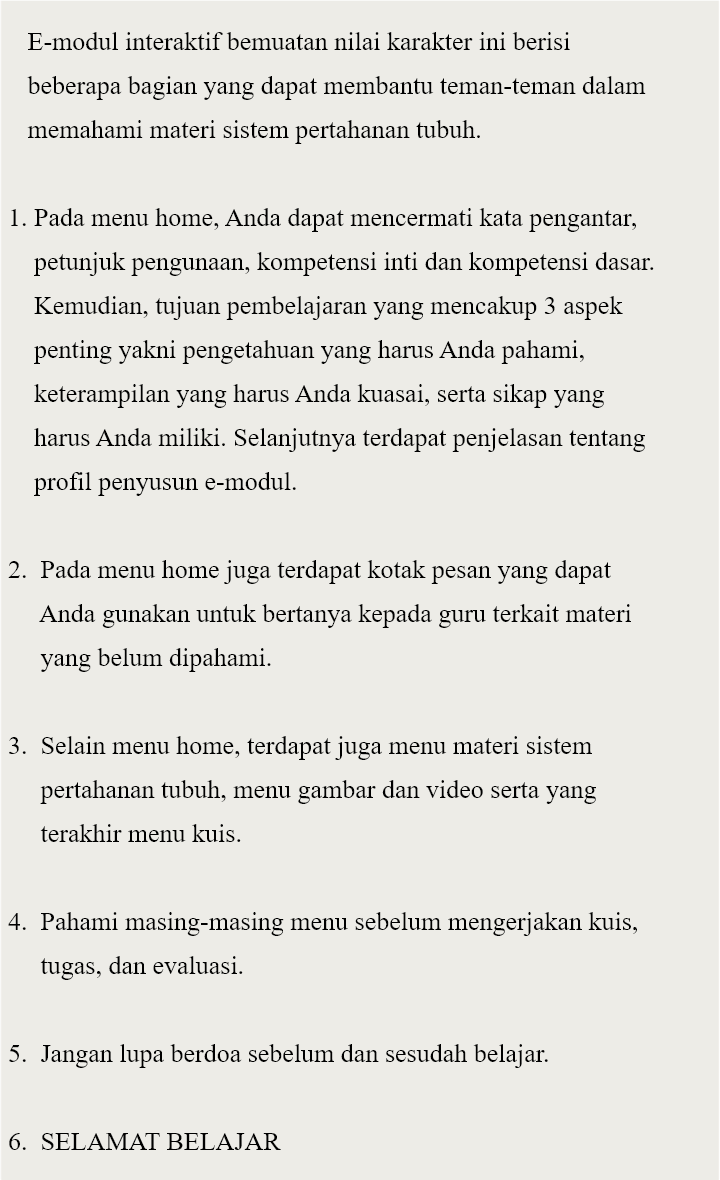 E-modul interaktif bemuatan nilai karakter ini berisi
beberapa bagian yang dapat membantu teman-teman dalam
memahami materi sistem pertahanan tubuh.
1. Pada menu home, Anda dapat mencermati kata pengantar,
petunjuk pengunaan, kompetensi inti dan kompetensi dasar.
Kemudian, tujuan pembelajaran yang mencakup 3 aspek
penting yakni pengetahuan yang harus Anda pahami,
keterampilan yang harus Anda kuasai, serta sikap yang
harus Anda miliki. Selanjutnya terdapat penjelasan tentang
profil penyusun e-modul.
2. Pada menu home juga terdapat kotak pesan yang dapat
Anda gunakan untuk bertanya kepada guru terkait materi
yang belum dipahami.
3. Selain menu home, terdapat juga menu materi sistem
pertahanan tubuh, menu gambar dan video serta yang
terakhir menu kuis.
4. Pahami masing-masing menu sebelum mengerjakan kuis,
tugas, dan evaluasi.
5. Jangan lupa berdoa sebelum dan sesudah belajar.
6. SELAMAT BELAJAR